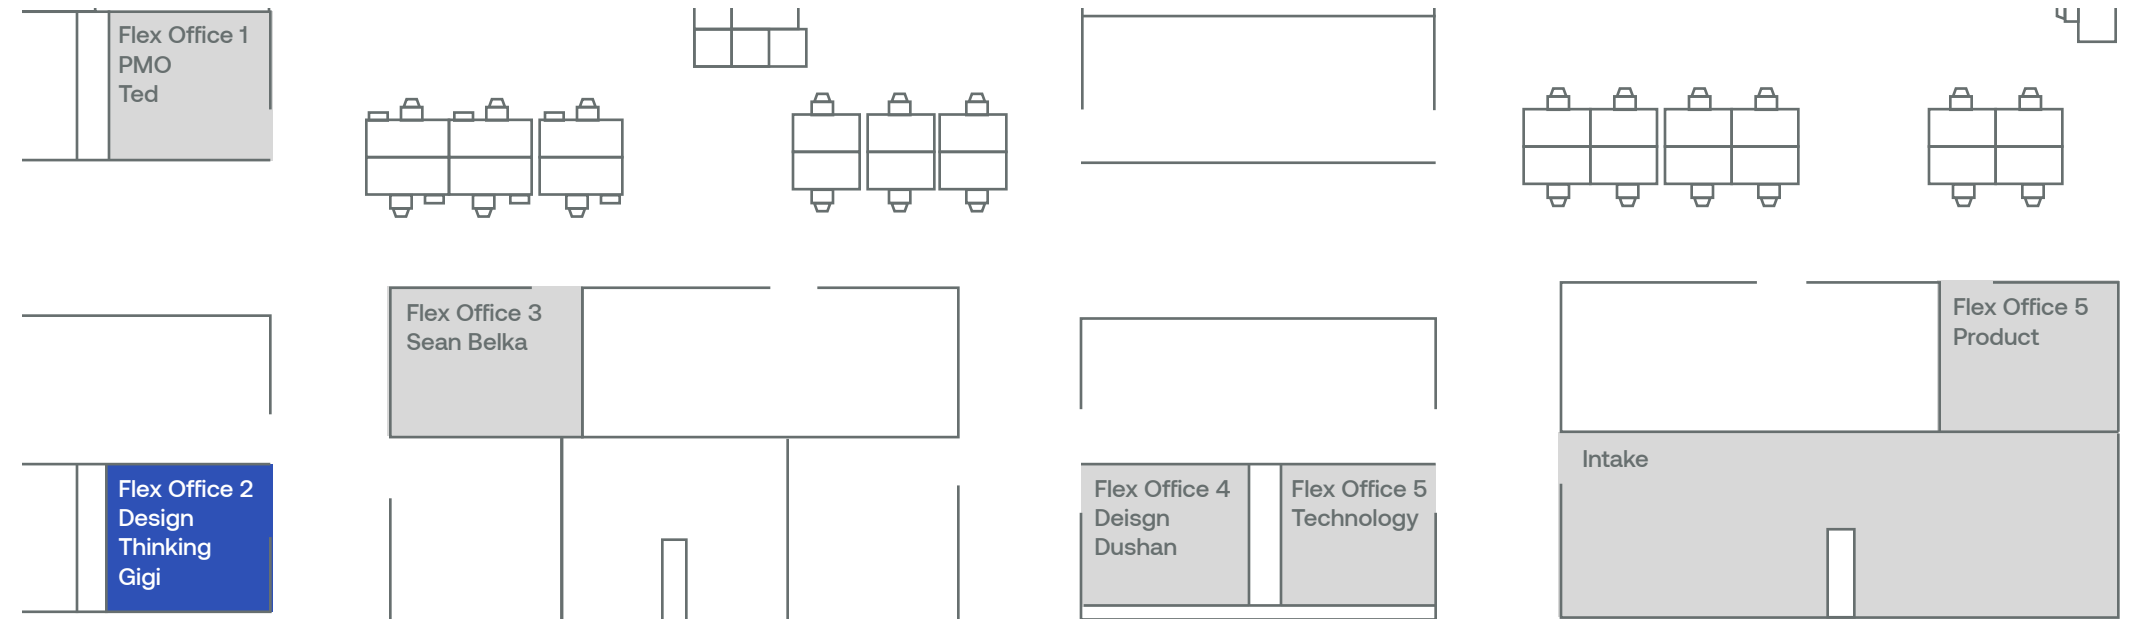 Flex Office 1
PMO
Ted
Flex Office 3
Sean Belka
Flex Office 5
Product
Intake
Flex Office 2
Design
Thinking
Gigi
Flex Office 4
Deisgn
Dushan
Flex Office 5
Technology